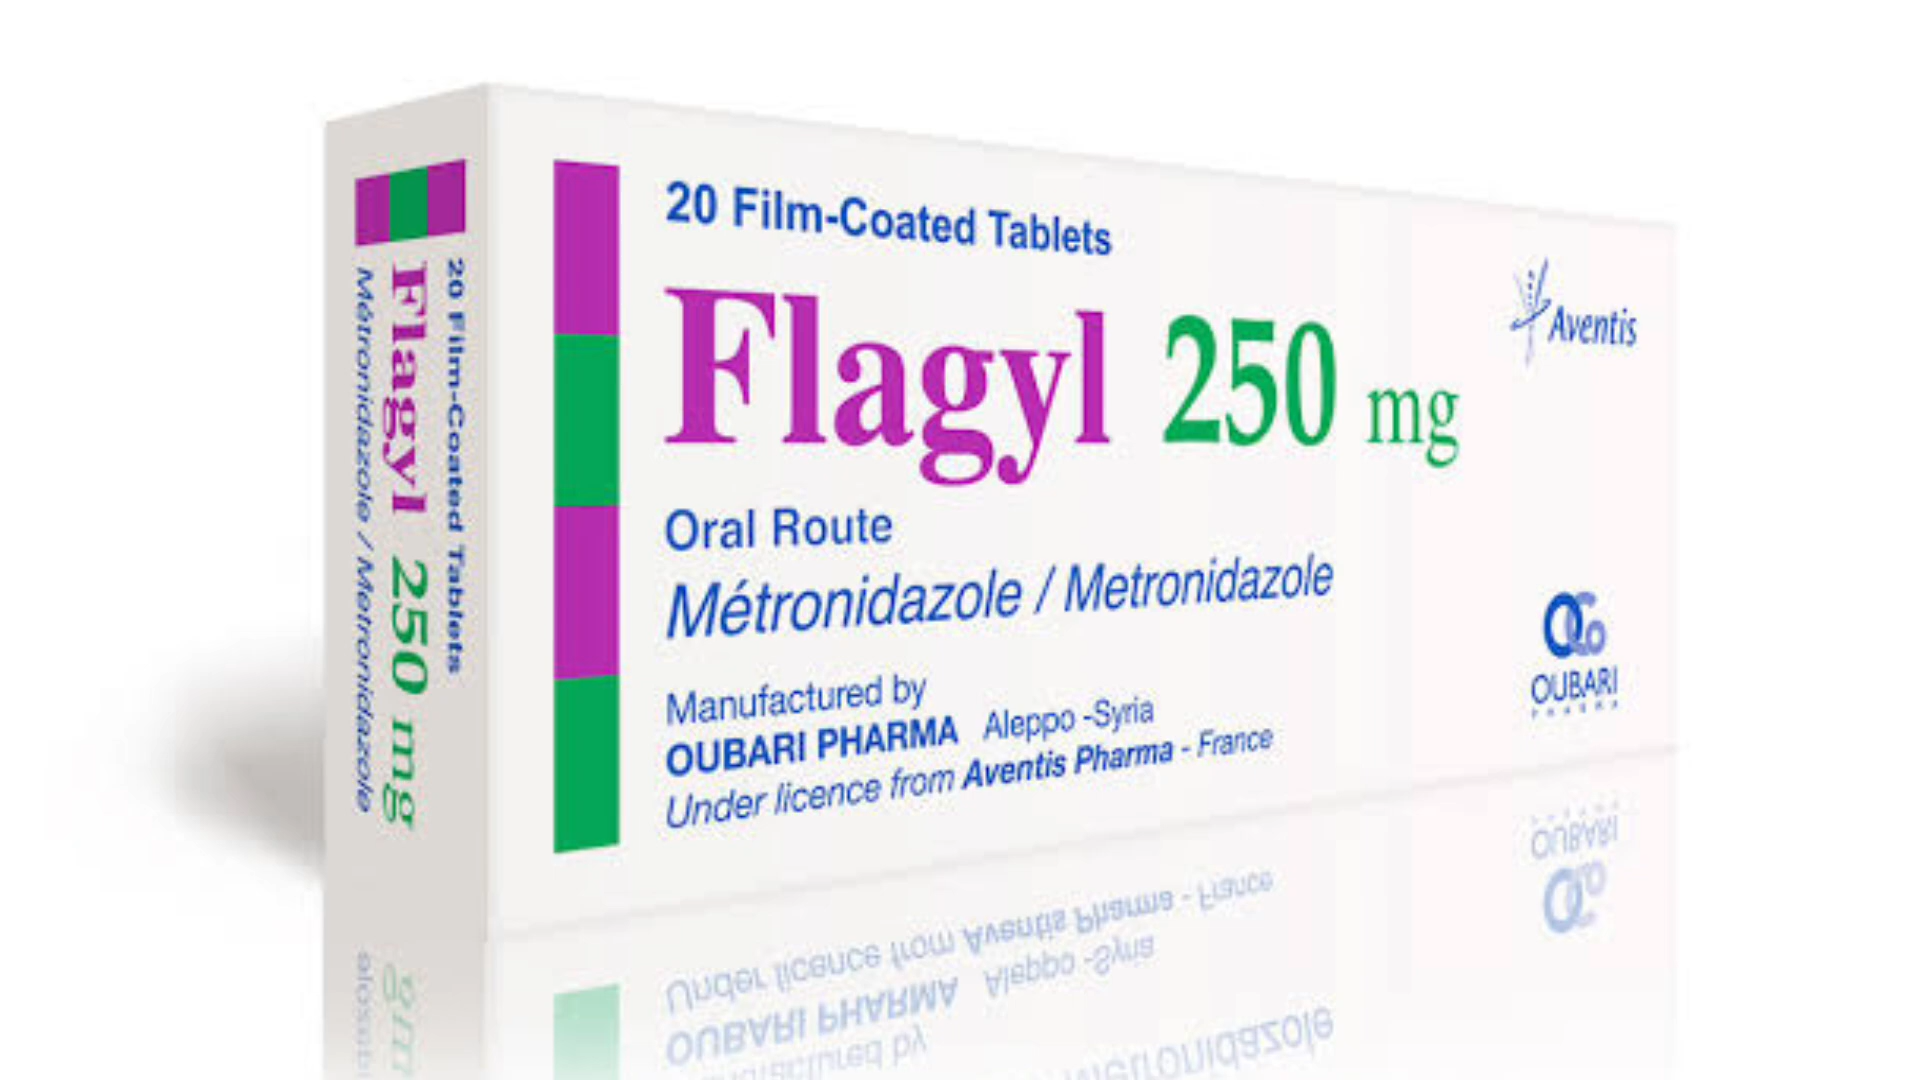 20 Film-Coated Tablets
Flagyl 250 mg
Métronidazole / Metronidazole
20 Film-Coated Tablets
Flagyl 250 mg
Oral Route
Métronidazole / Metronidazole
Manufactured by
OUBARI PHARMA Aleppo -Syria
Under licence from Aventis Pharma - France
Aventis
OUBARI
PHARMA